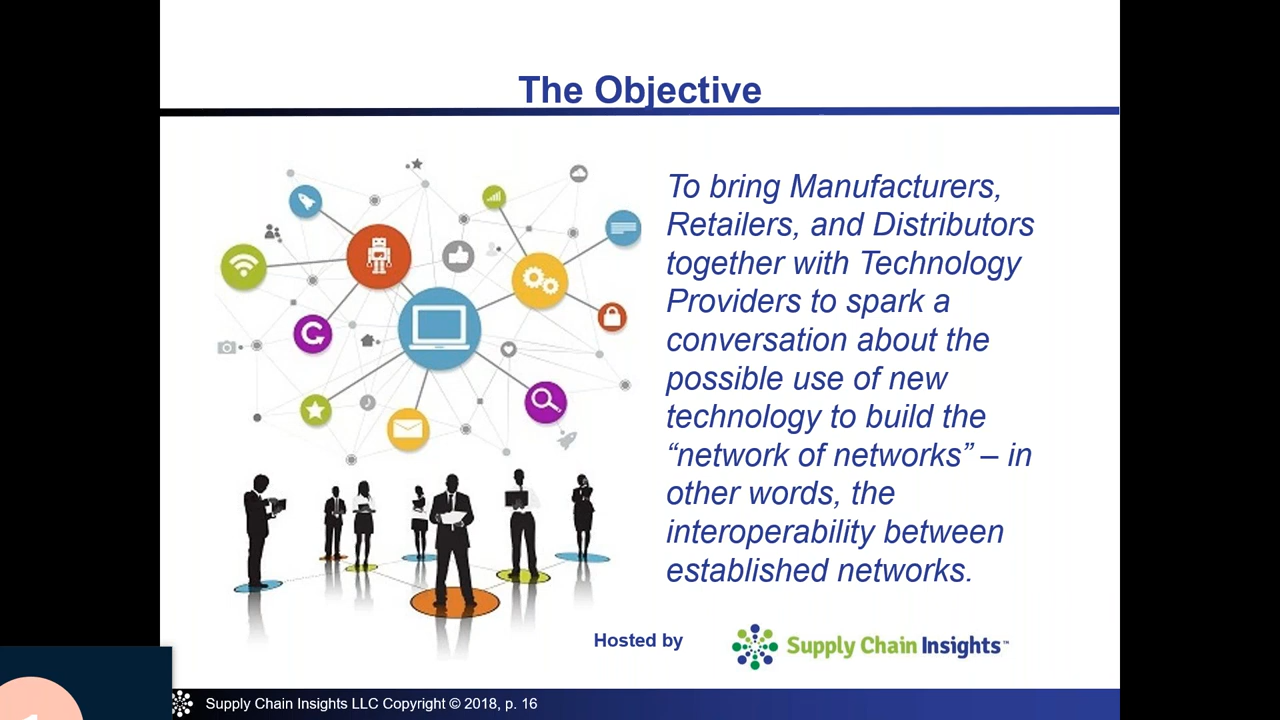 The Objective
To bring Manufacturers,
Retailers, and Distributors
together with Technology
Providers to spark a
conversation about the
possible use of new
technology to build the
“network of networks” – in
other words, the
interoperability between
established networks.
Hosted by
Supply Chain Insights™
Supply Chain Insights LLC Copyright © 2018, p. 16